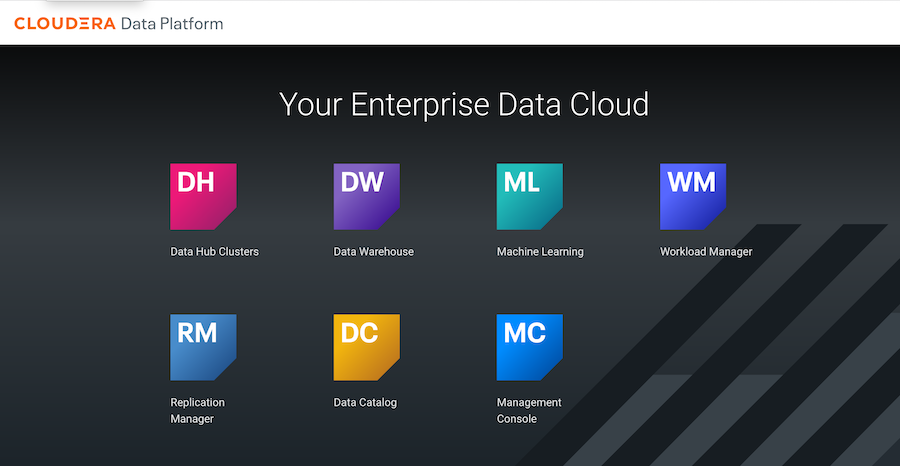 CLOUDERA Data Platform
Your Enterprise Data Cloud
DH
DW
ML
WM
Data Hub Clusters
Data Warehouse
Machine Learning
Workload Manager
RM
DC
MC
Replication
Manager
Data Catalog
Management
Console